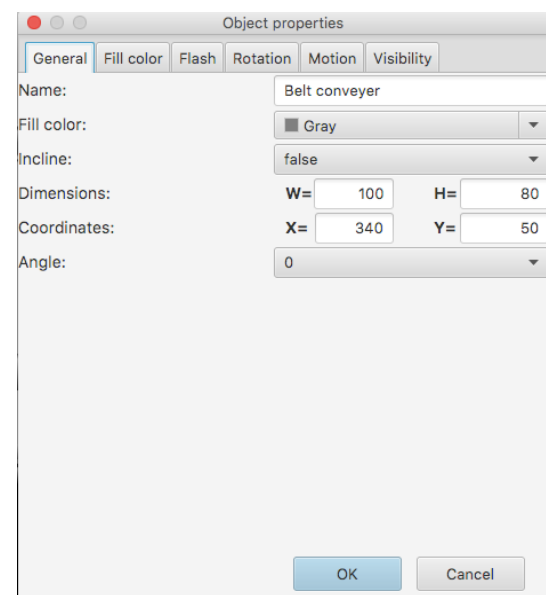 Object properties
General Fill color Flash Rotation Motion Visibility
Name: Belt conveyer
Fill color: Gray
Incline: false
Dimensions: W= 100 H= 80
Coordinates: X= 340 Y= 50
Angle: 0
OK Cancel